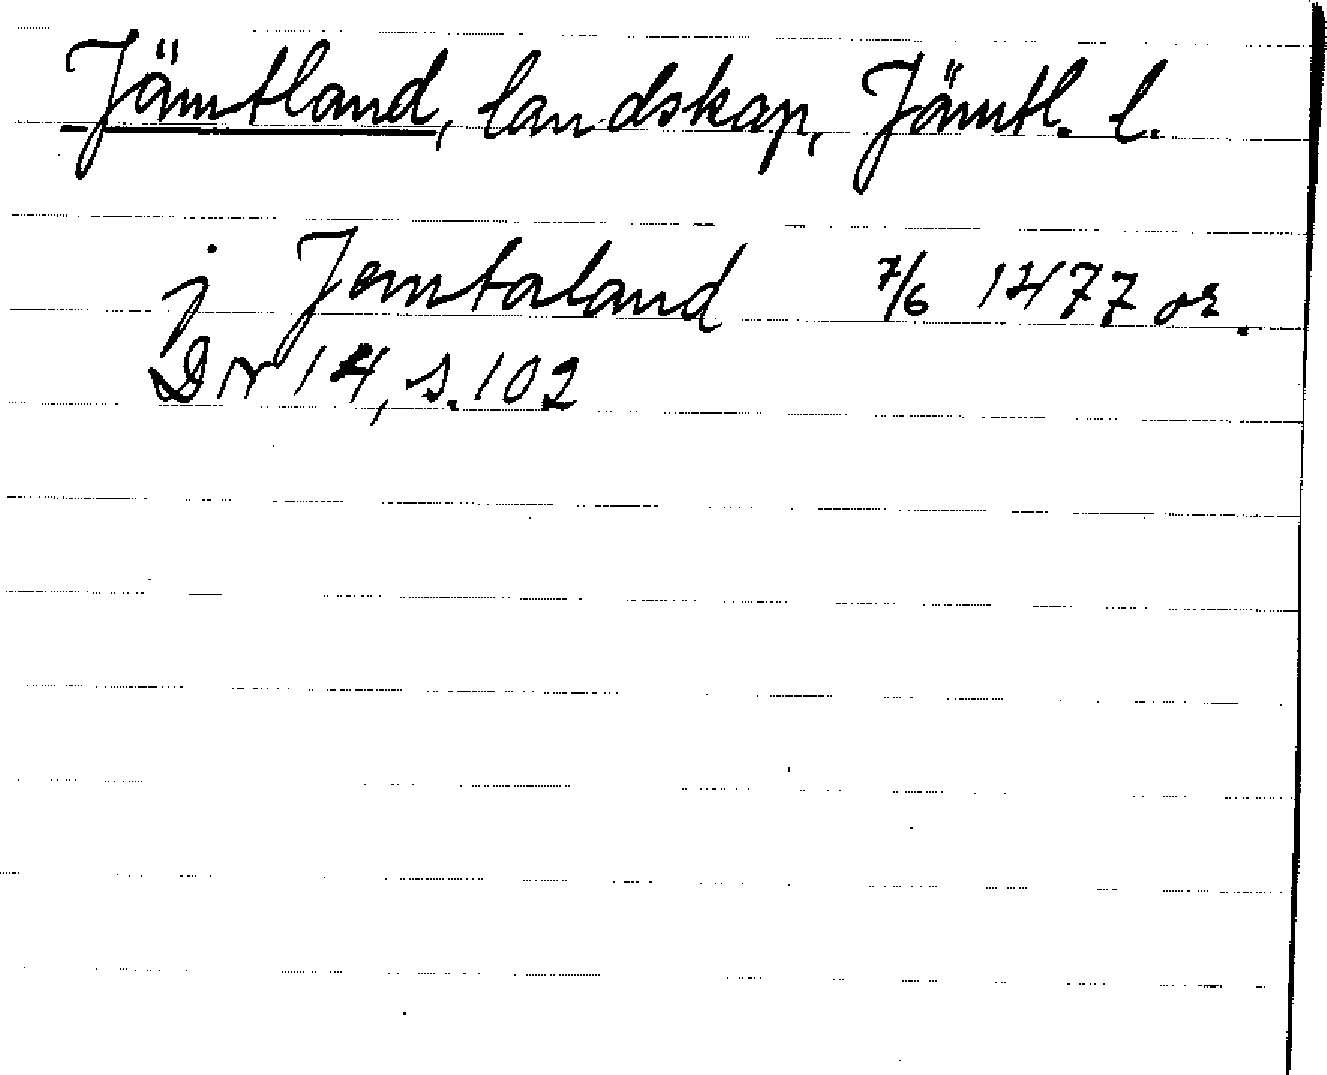 Jämtland, landskap, Jämtl. l.
j Jemtaland 7/6 1477 or.
DN 14, s. 102